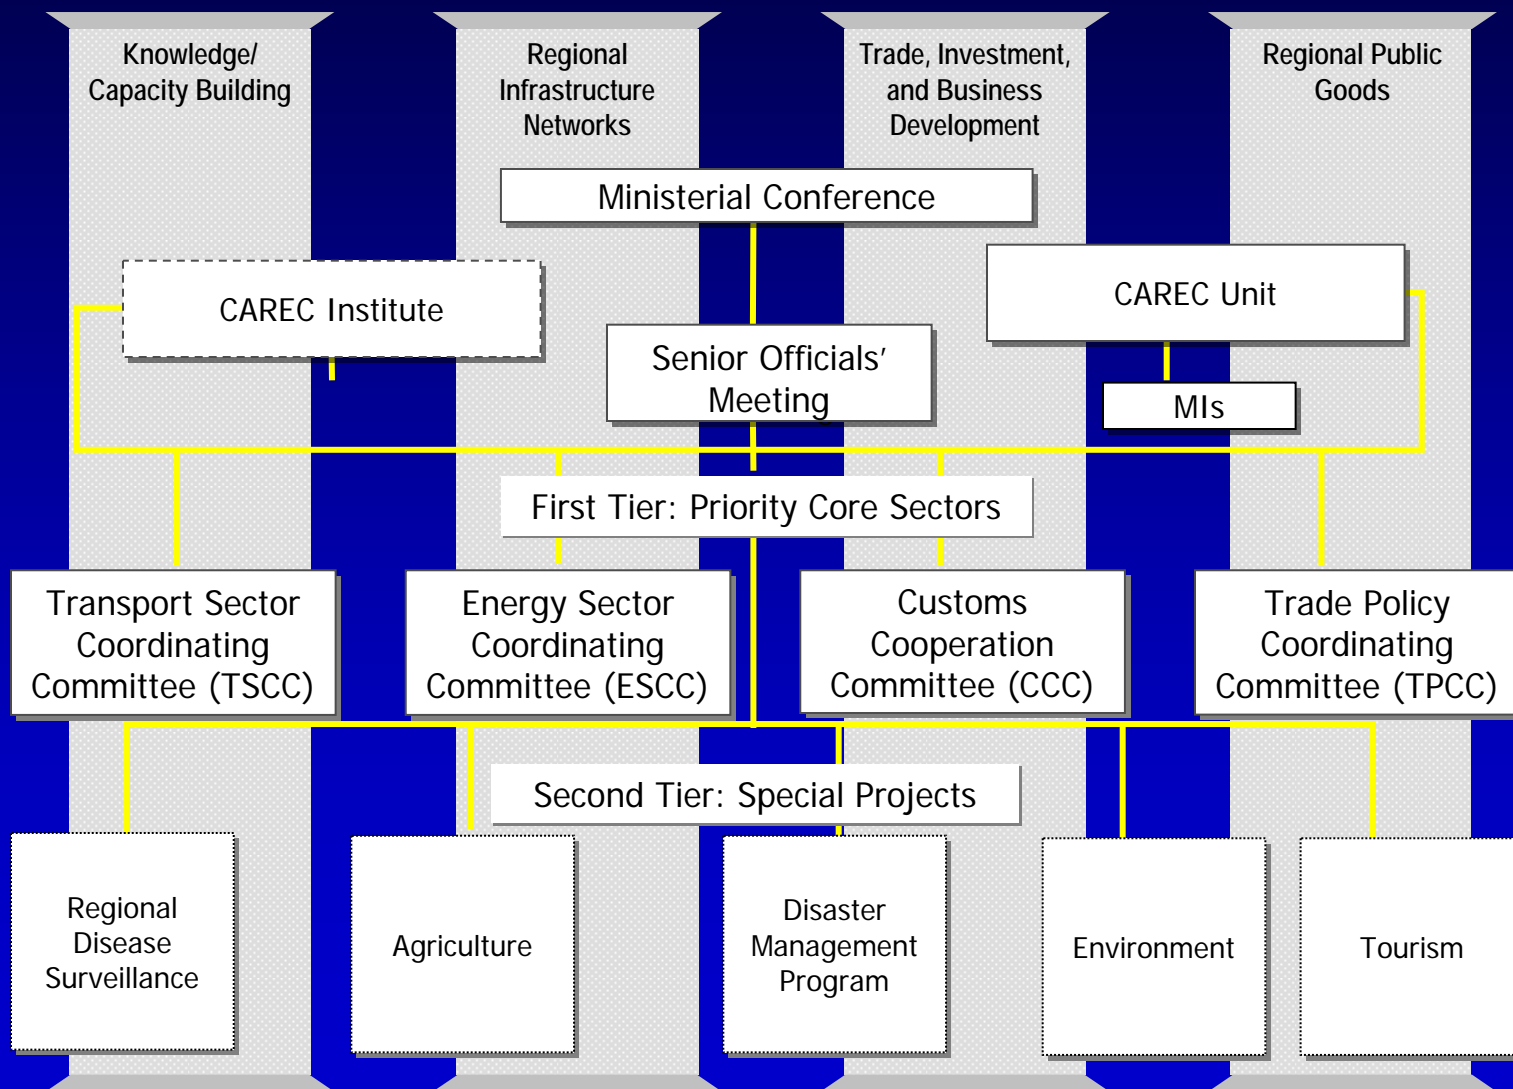 Knowledge/
Capacity Building
Regional
Infrastructure
Networks
Trade, Investment,
and Business
Development
Regional Public
Goods
Ministerial Conference
CAREC Institute
CAREC Unit
Senior Officials’
Meeting
MIs
First Tier: Priority Core Sectors
Transport Sector
Coordinating
Committee (TSCC)
Energy Sector
Coordinating
Committee (ESCC)
Customs
Cooperation
Committee (CCC)
Trade Policy
Coordinating
Committee (TPCC)
Second Tier: Special Projects
Regional
Disease
Surveillance
Agriculture
Disaster
Management
Program
Environment
Tourism